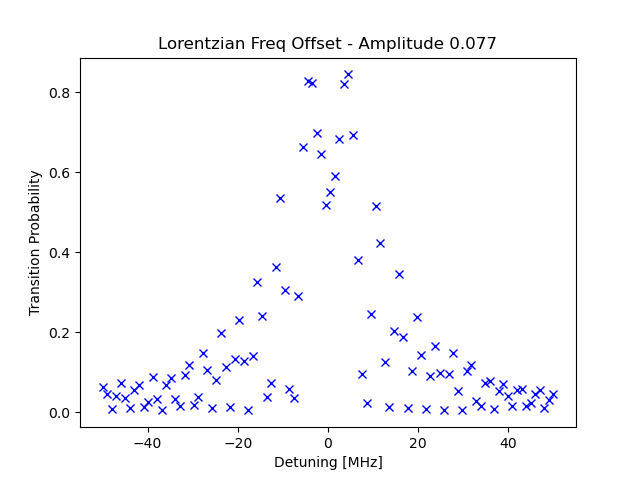 Lorentzian Freq Offset - Amplitude 0.077
Transition Probability
0.8
0.6
0.4
0.2
0.0
−40 −20 0 20 40
Detuning [MHz]